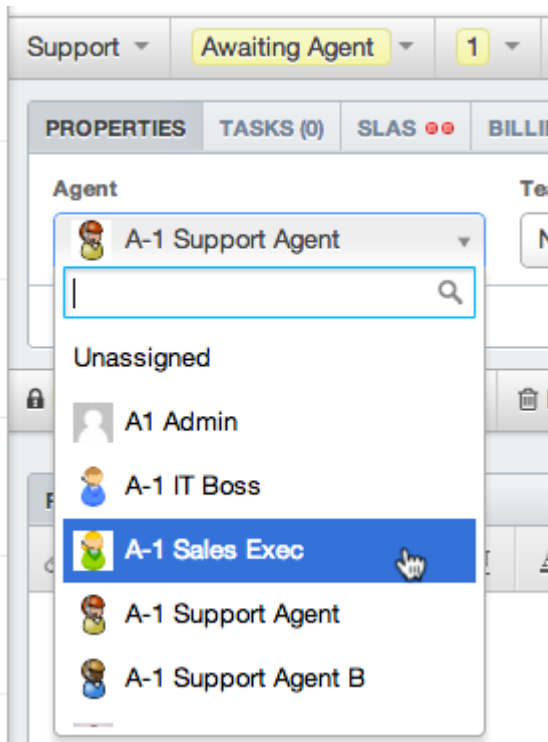 Support Awaiting Agent 1
PROPERTIES TASKS (0) SLAS
Agent
A-1 Support Agent
Unassigned
A1 Admin
A-1 IT Boss
A-1 Sales Exec
A-1 Support Agent
A-1 Support Agent B